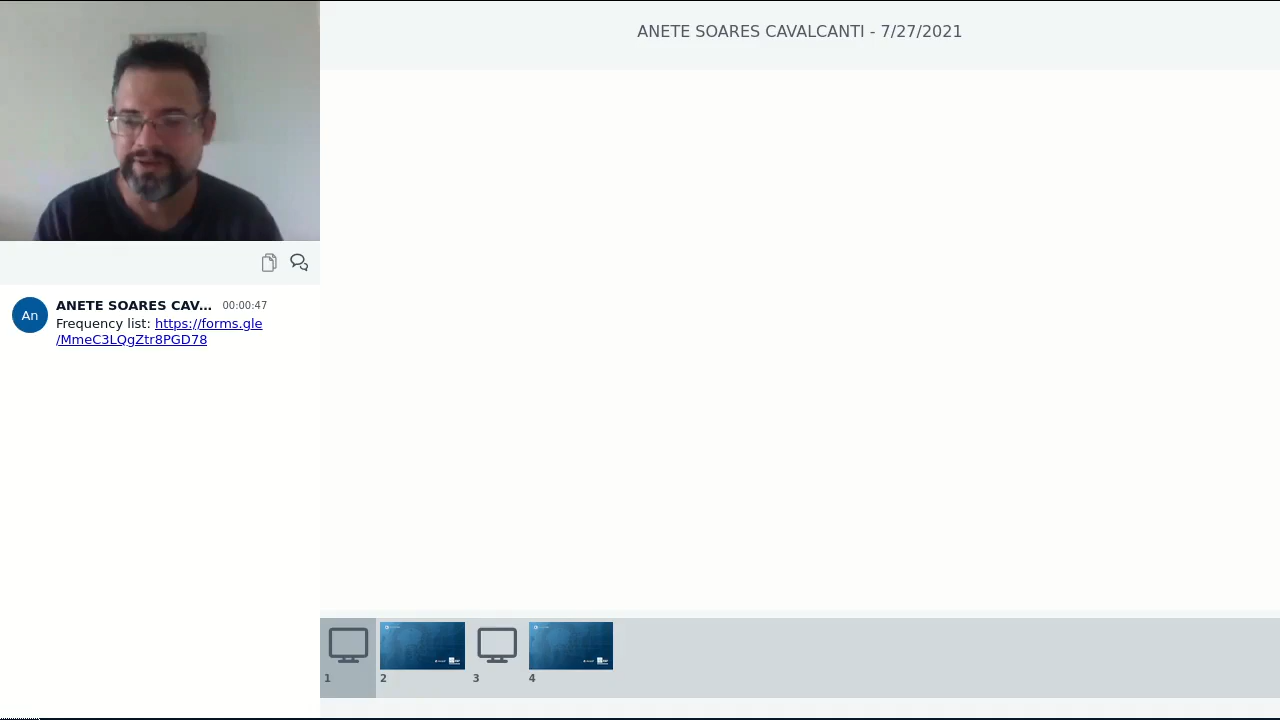 ANETE SOARES CAVALCANTI - 7/27/2021
An
ANETE SOARES CAV... 00:00:47
Frequency list: https://forms.gle
/MmeC3LQgZtr8PGD78
1
2
3
4